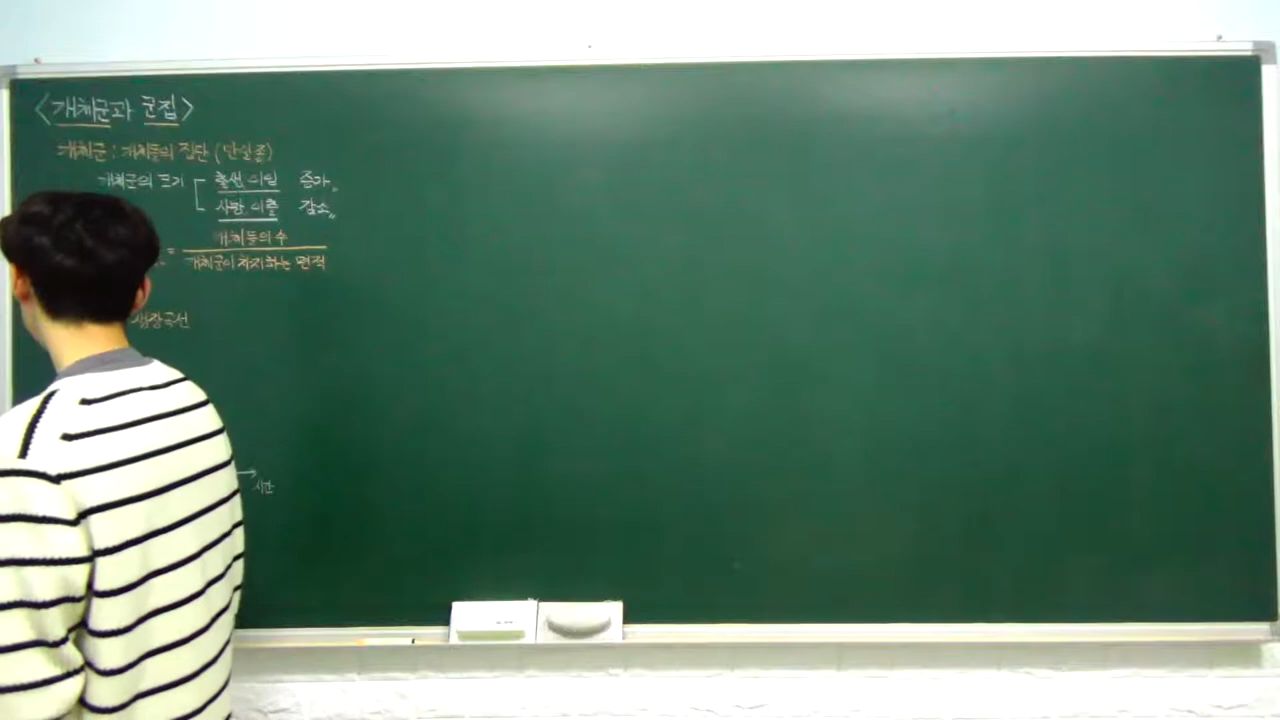 <개체군과 군집>
개체군 : 개체들의 집단 (단일종)
개체군의 크기 출생, 이입 증가〃
사망, 이출 감소〃
개체들의 수
= 개체군이 차지하는 면적
생장곡선
시간